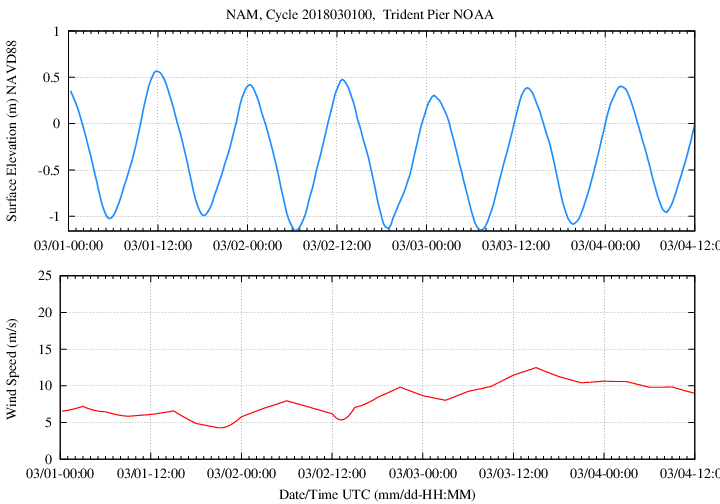 NAM, Cycle 2018030100, Trident Pier NOAA
Surface Elevation (m) NAVD88
1
0.5
0
-0.5
-1
03/01-00:00 03/01-12:00 03/02-00:00 03/02-12:00 03/03-00:00 03/03-12:00 03/04-00:00 03/04-12:0
Wind Speed (m/s)
25
20
15
10
5
0
03/01-00:00 03/01-12:00 03/02-00:00 03/02-12:00 03/03-00:00 03/03-12:00 03/04-00:00 03/04-12:0
Date/Time UTC (mm/dd-HH:MM)